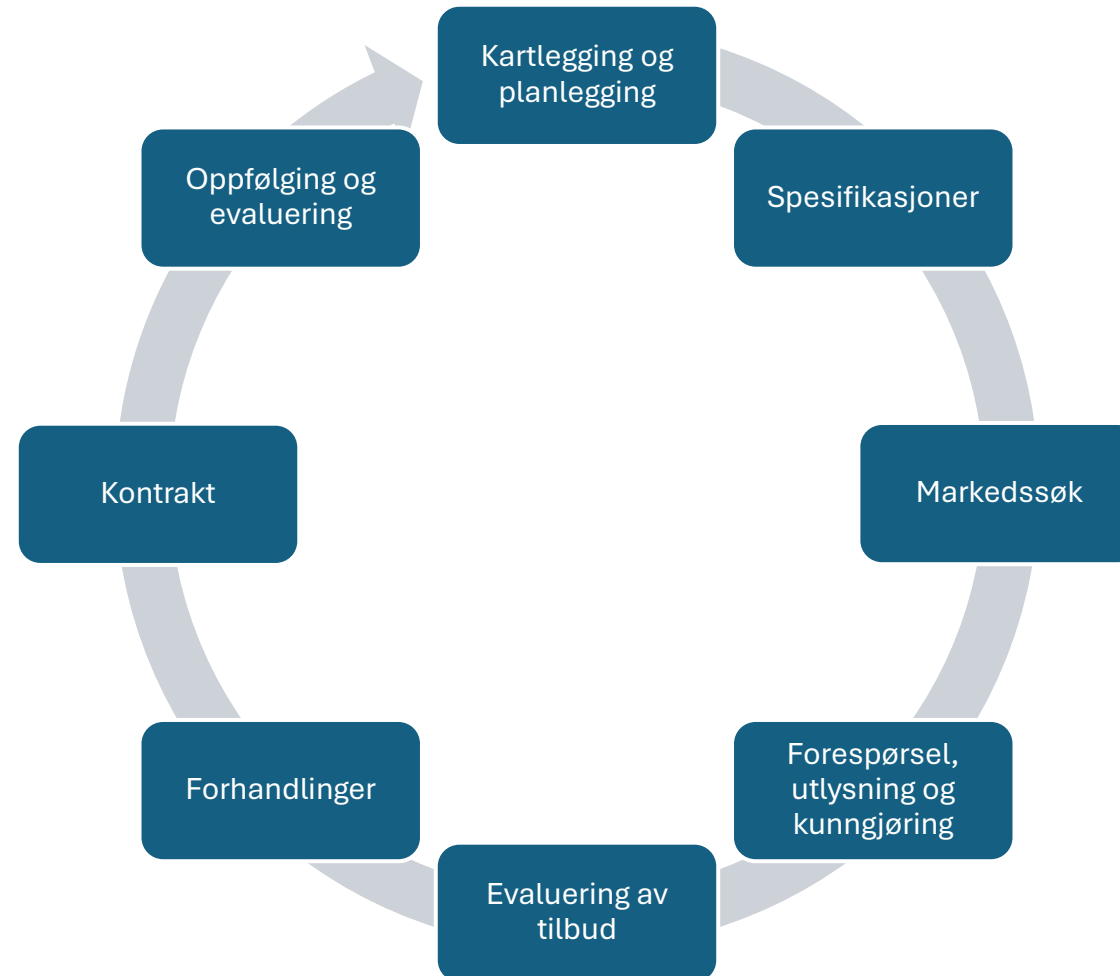 Kartlegging og
planlegging
Spesifikasjoner
Markedssøk
Forespørsel,
utlysning og
kunngjøring
Evaluering av
tilbud
Forhandlinger
Kontrakt
Oppfølging og
evaluering